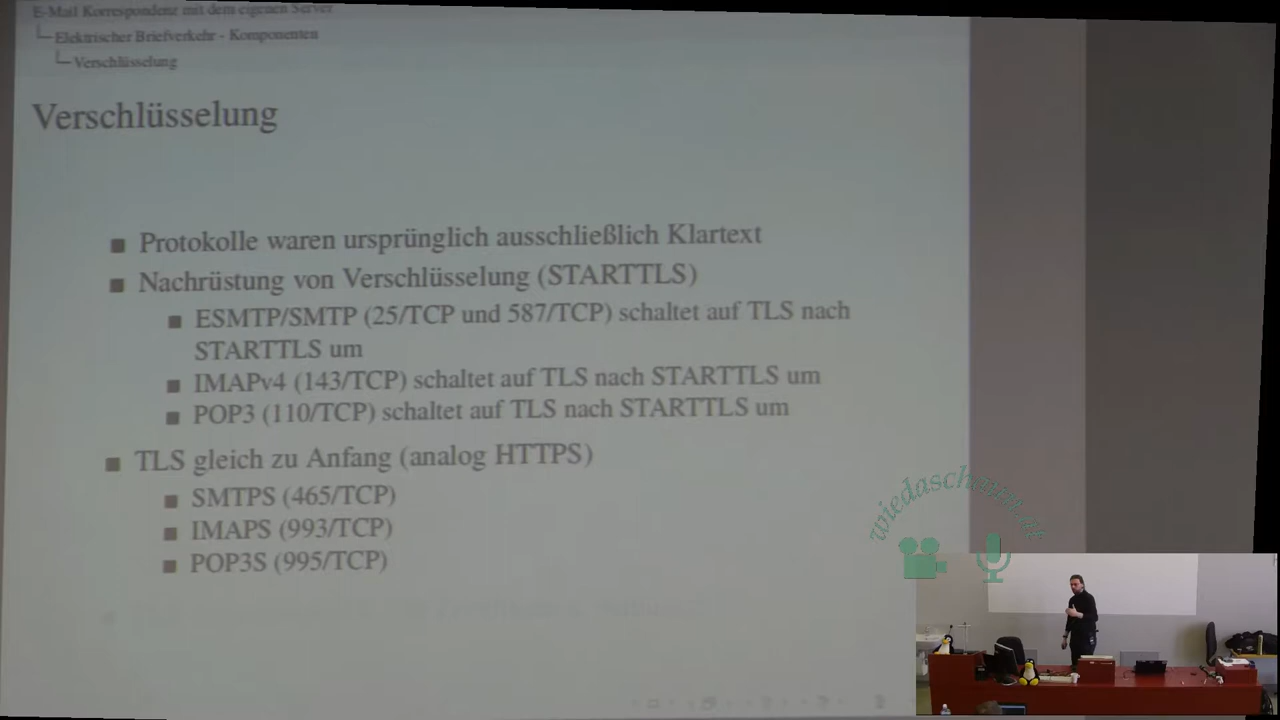 E-Mail Korrespondenz mit dem eigenen Server
Elektrischer Briefverkehr - Komponenten
Verschlüsselung
Verschlüsselung
Protokolle waren ursprünglich ausschließlich Klartext
Nachrüstung von Verschlüsselung (STARTTLS)
ESMTP/SMTP (25/TCP und 587/TCP) schaltet auf TLS nach
STARTTLS um
IMAPv4 (143/TCP) schaltet auf TLS nach STARTTLS um
POP3 (110/TCP) schaltet auf TLS nach STARTTLS um
TLS gleich zu Anfang (analog HTTPS)
SMTPS (465/TCP)
IMAPS (993/TCP)
POP3S (995/TCP)
wiedaschaun.at